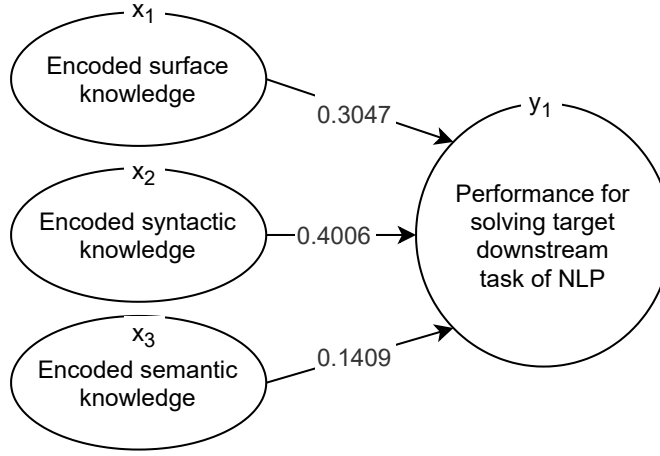 x1
Encoded surface
knowledge
0.3047
x2
Encoded syntactic
knowledge
0.4006
x3
Encoded semantic
knowledge
0.1409
y1
Performance for
solving target
downstream
task of NLP